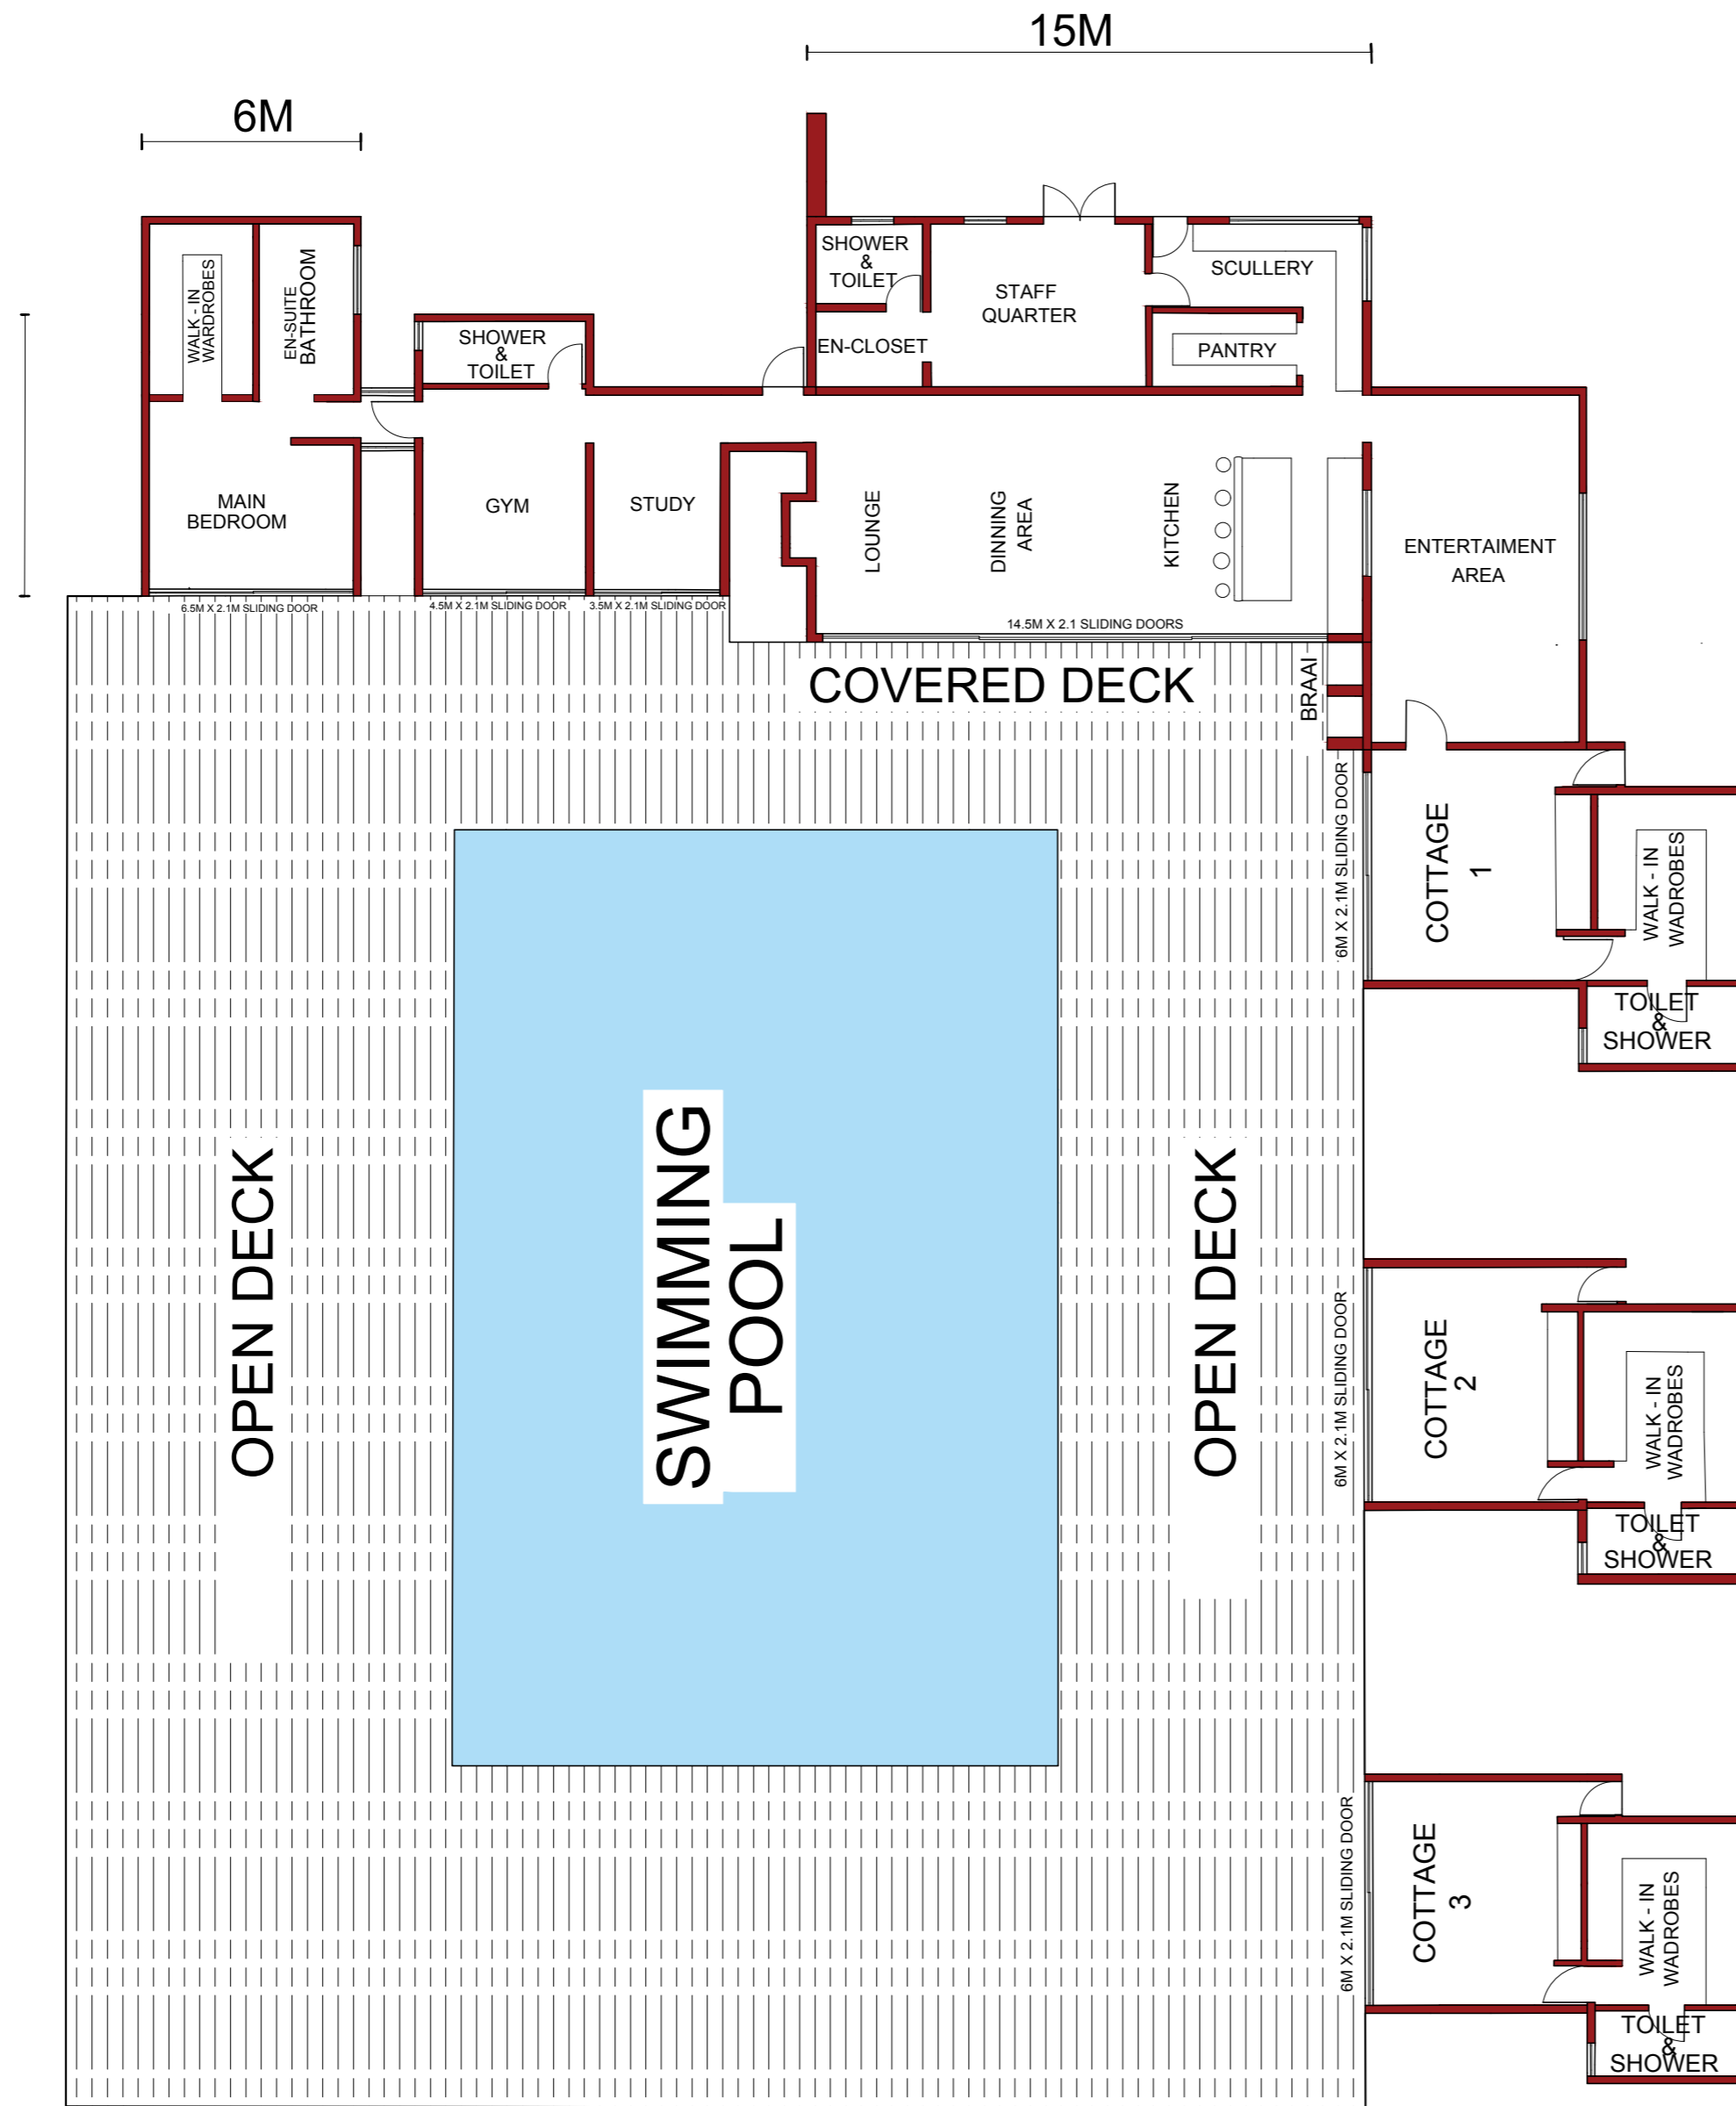 15M
6M
SHOWER
&
TOILET
STAFF
QUARTER
SCULLERY
EN-CLOSET
PANTRY
WALK - IN
WARDROBES
EN-SUITE
BATHROOM
SHOWER
&
TOILET
MAIN
BEDROOM
GYM
STUDY
LOUNGE
DINNING
AREA
KITCHEN
ENTERTAIMENT
AREA
6.5M X 2.1M SLIDING DOOR
4.5M X 2.1M SLIDING DOOR
3.5M X 2.1M SLIDING DOOR
14.5M X 2.1 SLIDING DOORS
COVERED DECK
BRAAI
6M X 2.1M SLIDING DOOR
COTTAGE
1
WALK - IN
WADROBES
TOILET
&
SHOWER
OPEN DECK
SWIMMING
POOL
OPEN DECK
6M X 2.1M SLIDING DOOR
COTTAGE
2
WALK - IN
WADROBES
TOILET
&
SHOWER
6M X 2.1M SLIDING DOOR
COTTAGE
3
WALK - IN
WADROBES
TOILET
&
SHOWER